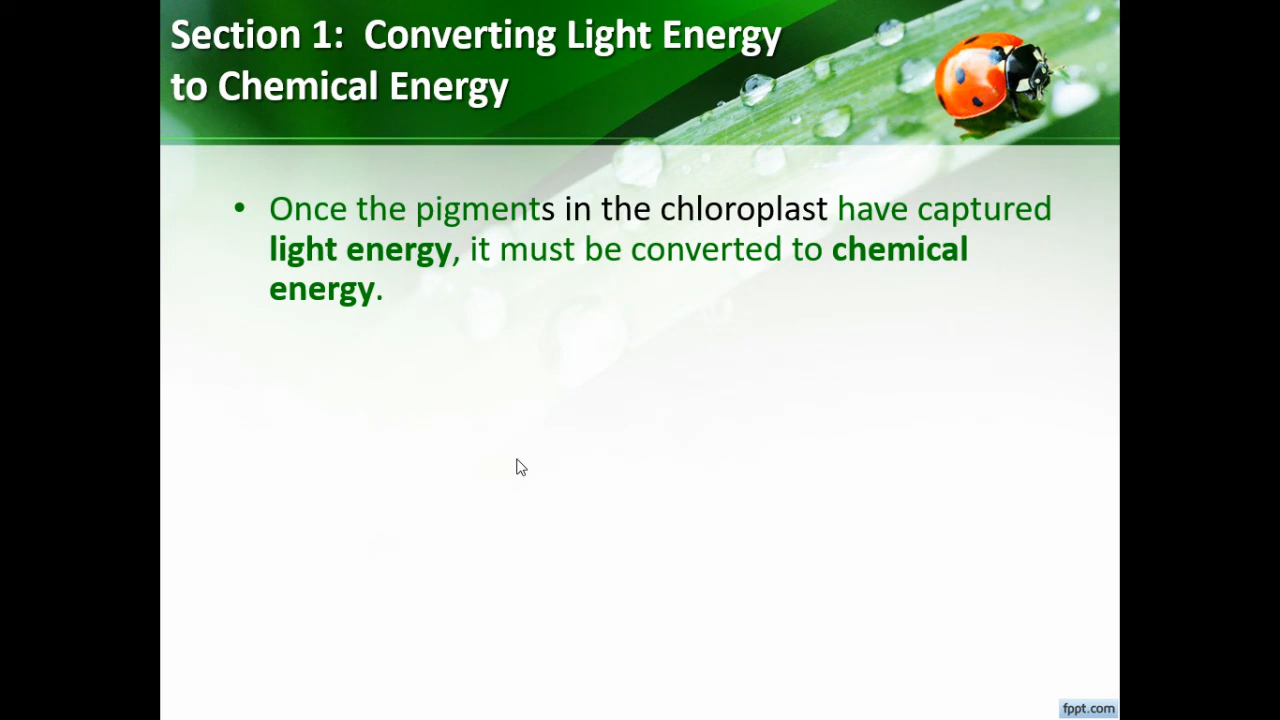 Section 1:  Converting Light Energy
to Chemical Energy
• Once the pigments in the chloroplast have captured
light energy, it must be converted to chemical
energy.
fppt.com